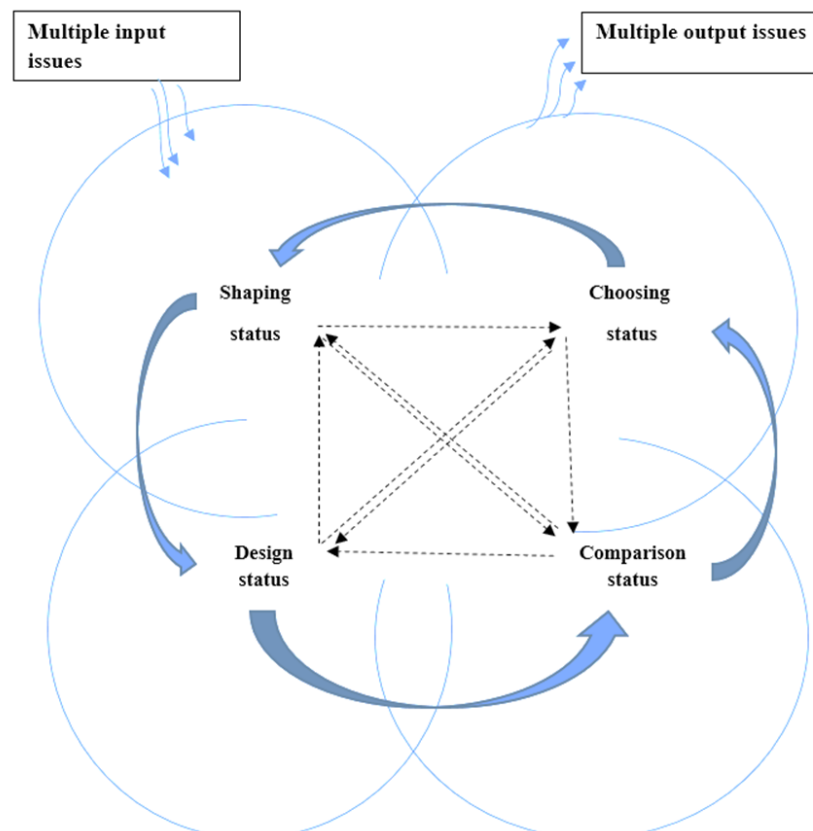 Multiple input
issues
Multiple output issues
Shaping
status
Choosing
status
Design
status
Comparison
status